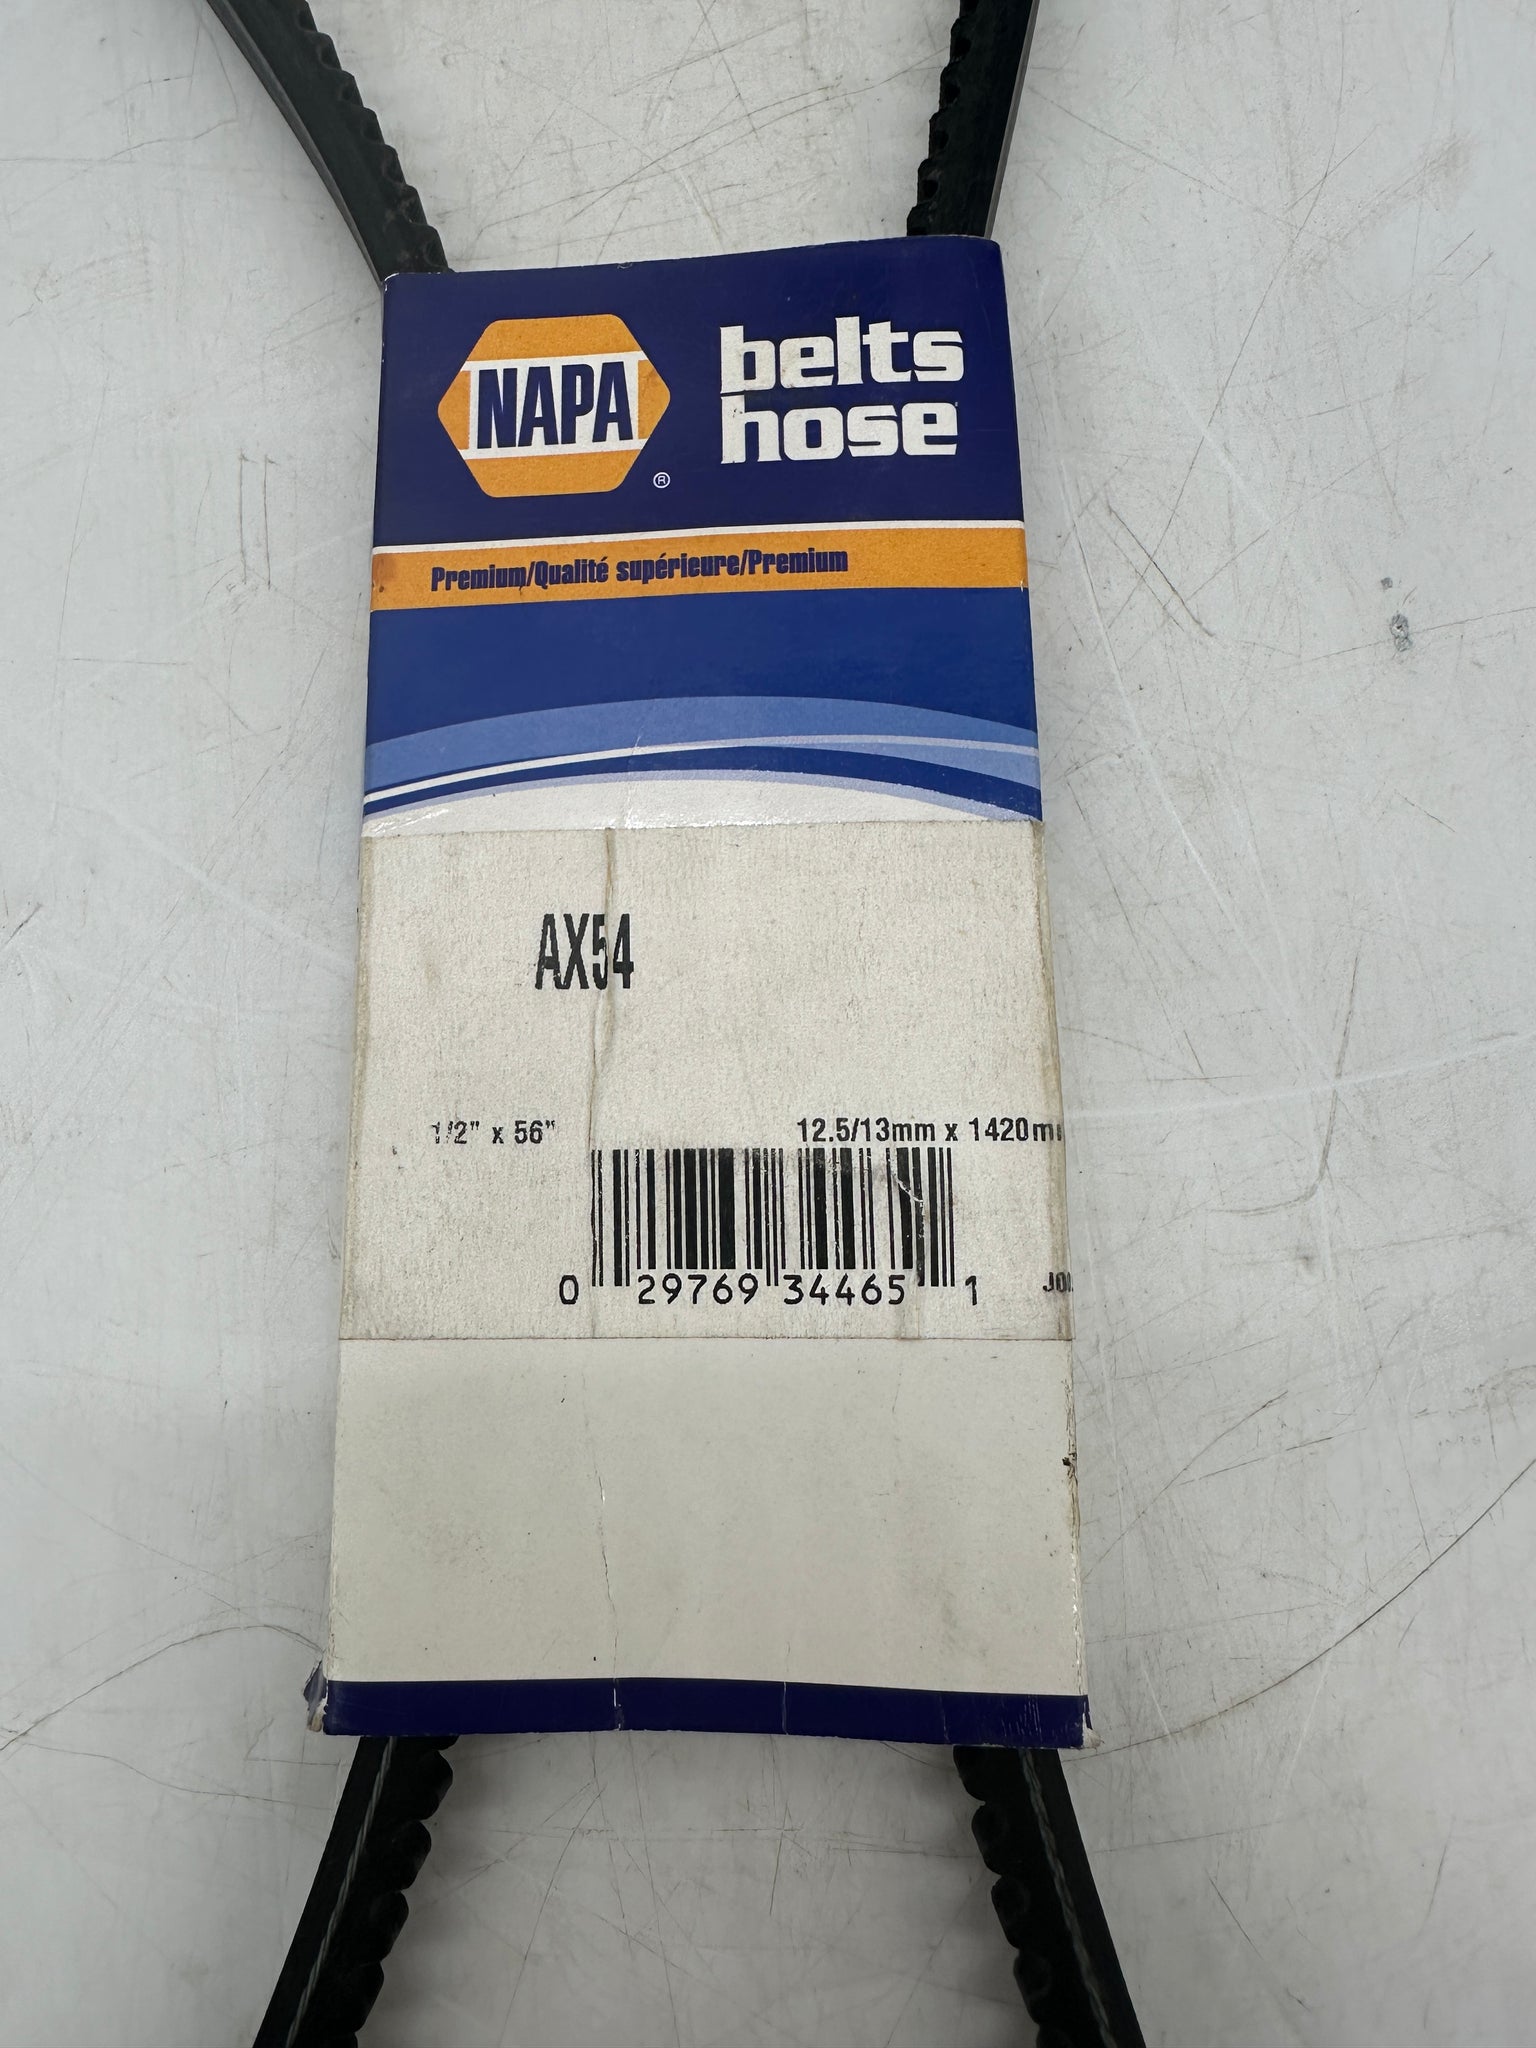 NAPA
®
belts
hose
Premium/Qualité supérieure/Premium
AX54
1/2" x 56" 12.5/13mm x 1420m
0 29769 34465 1